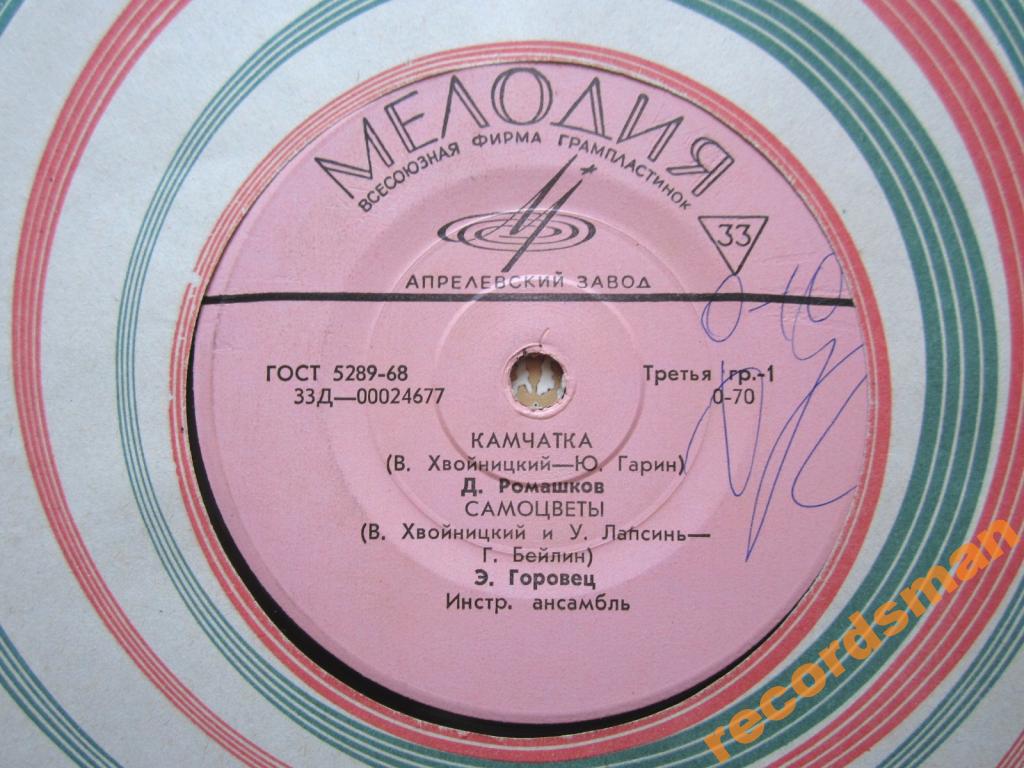 МЕЛОДИЯ
ВСЕСОЮЗНАЯ ФИРМА ГРАМПЛАСТИНОК
33
АПРЕЛЕВСКИЙ ЗАВОД
ГОСТ 5289-68
Третья гр.-1
33Д—00024677
0-70
КАМЧАТКА
(В. Хвойницкий—Ю. Гарин)
Д. Ромашков
САМОЦВЕТЫ
(В. Хвойницкий и У. Лапсинь—
Г. Бейлин)
Э. Горовец
Инстр. ансамбль
recordsman